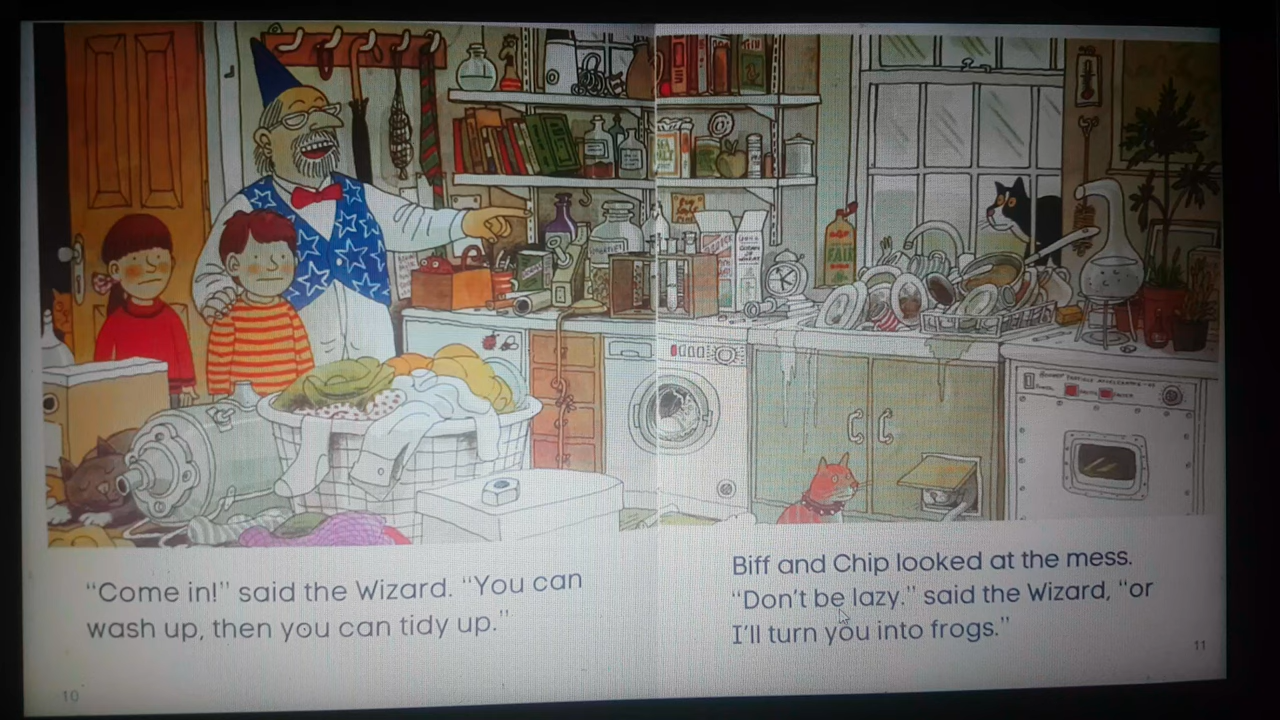 “Come in!” said the Wizard. “You can
wash up, then you can tidy up.”
10
FAIR
Biff and Chip looked at the mess.
“Don’t be lazy.” said the Wizard, “or
I’ll turn you into frogs.”
11